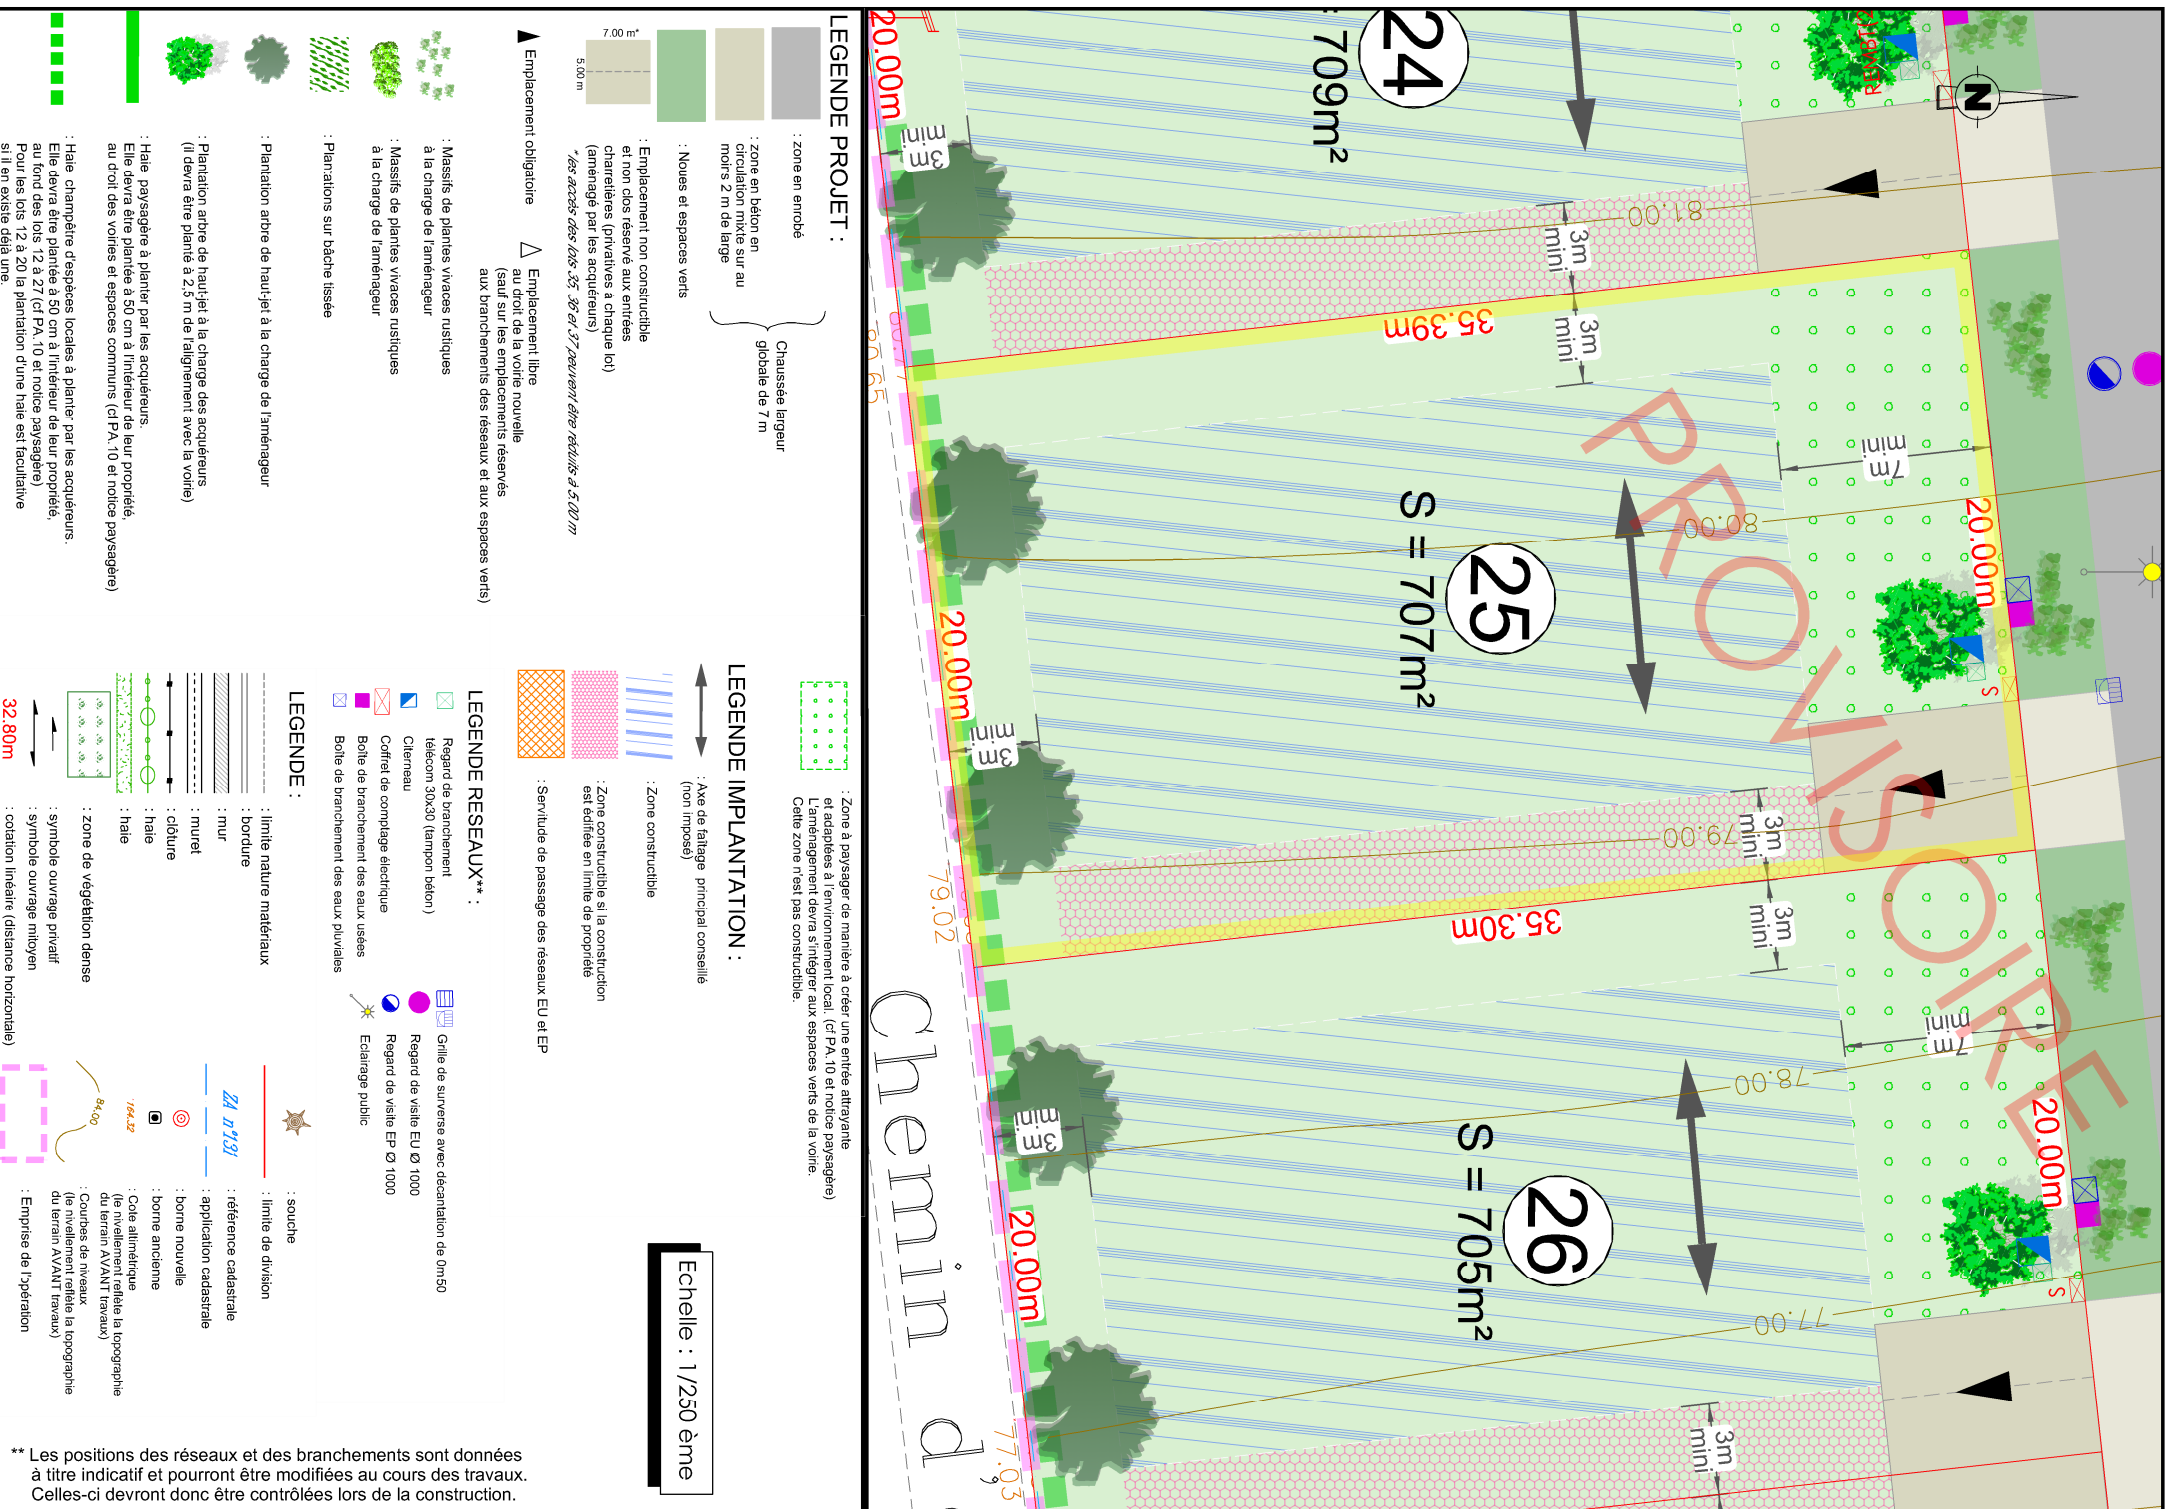 LEGENDE PROJET :
: zone en enrobé
: zone en béton en
circulation mixte sur au
moins 2 m de large
Chaussée largeur
globale de 7 m
: Noues et espaces verts
7.00 m*
5.00 m
: Emplacement non constructible
et non clos réservé aux entrées
charretières (privatives à chaque lot)
(aménagé par les acquéreurs)
*les accès des lots 35, 36 et 37 peuvent être réduits à 5.00 m
Emplacement obligatoire
Emplacement libre
au droit de la voirie nouvelle
(sauf sur les emplacements réservés
aux branchements des réseaux et aux espaces verts)
: Massifs de plantes vivaces rustiques
à la charge de l'aménageur
: Massifs de plantes vivaces rustiques
à la charge de l'aménageur
: Plantations sur bâche tissée
: Plantation arbre de haut-jet à la charge de l'aménageur
: Plantation arbre de haut-jet à la charge des acquéreurs
(il devra être planté à 2,5 m de l'alignement avec la voirie)
: Haie paysagère à planter par les acquéreurs.
Elle devra être plantée à 50 cm à l'intérieur de leur propriété,
au droit des voiries et espaces communs (cf PA.10 et notice paysagère)
: Haie champêtre d'espèces locales à planter par les acquéreurs.
Elle devra être plantée à 50 cm à l'intérieur de leur propriété,
au fond des lots 12 à 27 (cf PA.10 et notice paysagère)
Pour les lots 12 à 20 la plantation d'une haie est facultative
si il en existe déjà une.
: Zone à paysager de manière à créer une entrée attrayante
et adaptées à l'environnement local. (cf PA.10 et notice paysagère)
L'aménagement devra s'intégrer aux espaces verts de la voirie.
Cette zone n'est pas constructible.
LEGENDE IMPLANTATION :
: Axe de faîtage principal conseillé
(non imposé)
: Zone constructible
: Zone constructible si la construction
est édifiée en limite de propriété
: Servitude de passage des réseaux EU et EP
LEGENDE RESEAUX** :
Regard de branchement
télécom 30x30 (tampon béton )
Citerneau
Coffret de comptage électrique
Boîte de branchement des eaux usées
Boîte de branchement des eaux pluviales
Grille de surverse avec décantation de 0m50
Regard de visite EU Ø 1000
Regard de visite EP Ø 1000
Eclairage public
LEGENDE :
: limite nature matériaux
: bordure
: mur
: muret
: clôture
: haie
: haie
: zone de végétation dense
: symbole ouvrage privatif
: symbole ouvrage mitoyen
32.80m
: cotation linéaire (distance horizontale)
: souche
: limite de division
ZA n°131
: référence cadastrale
: application cadastrale
: borne nouvelle
: borne ancienne
164.32
: Cote altimétrique
(le nivellement reflète la topographie
du terrain AVANT travaux)
84.00
: Courbes de niveaux
(le nivellement reflète la topographie
du terrain AVANT travaux)
: Emprise de l'opération
Echelle : 1/250 ème
** Les positions des réseaux et des branchements sont données
à titre indicatif et pourront être modifiées au cours des travaux.
Celles-ci devront donc être contrôlées lors de la construction.
N
24
709m²
20.00m
3m
mini.
81.00
3m
mini
3m
mini
35.39m
7m
mini.
20.00m
80.00
25
S = 707m²
20.00m
3m
mini.
S
79.00
3m
mini
3m
mini
35.30m
79.02
7m
mini.
78.00
20.00m
26
S = 705m²
3m
mini.
20.00m
S
77.00
77.03
3m
mini
Chemin d'
PROVISOIRE